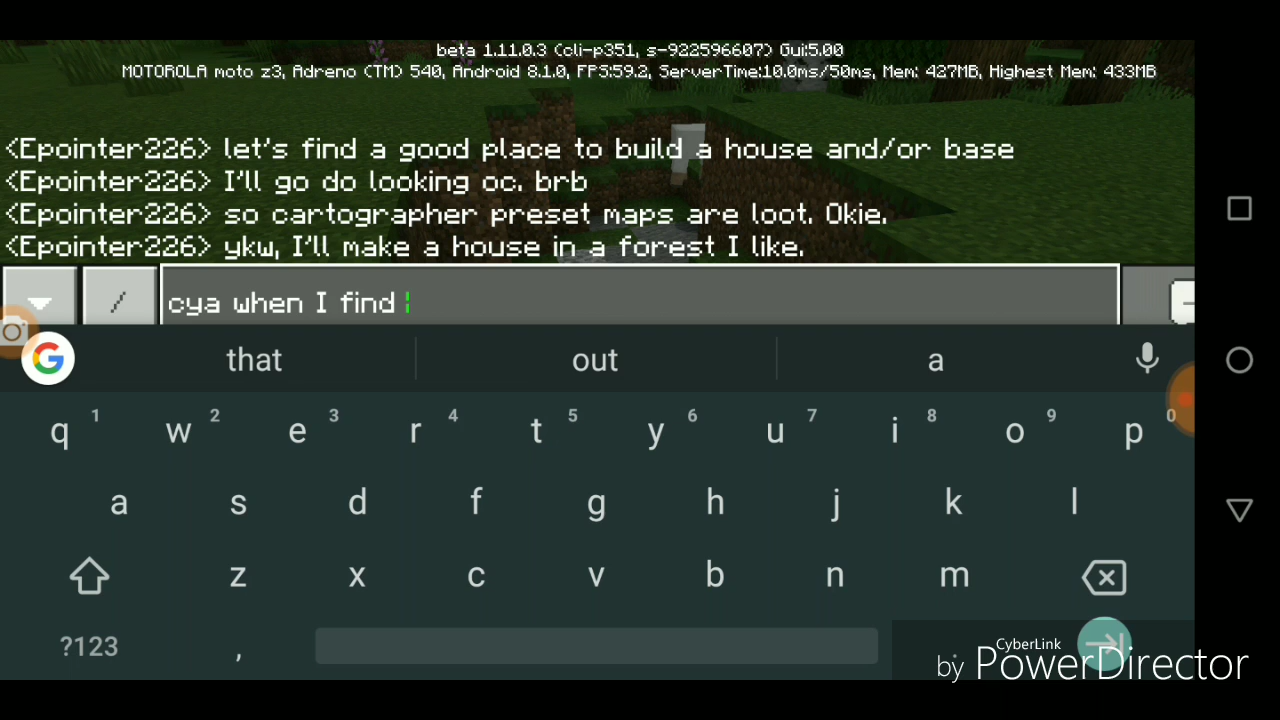 beta 1.11.0.3 (cli-p351, s-922596607) Gui:5.00
MOTOROLA moto z3, Adreno (TM) 540, Android 8.1.0, FPS:59.2, ServerTime:10.0ms/50ms, Mem: 427MB, Highest Mem: 433MB
<Epointer226> let's find a good place to build a house and/or base
<Epointer226> I'll go do looking oc. brb
<Epointer226> so cartographer preset maps are loot. Okie.
<Epointer226> ykw, I'll make a house in a forest I like.
/ cya when I find
G that out a
q 1 w 2 e 3 r 4 t 5 y 6 u 7 i 8 o 9 p 0
a s d f g h j k l
z x c v b n m
?123 , .
CyberLink
by PowerDirector